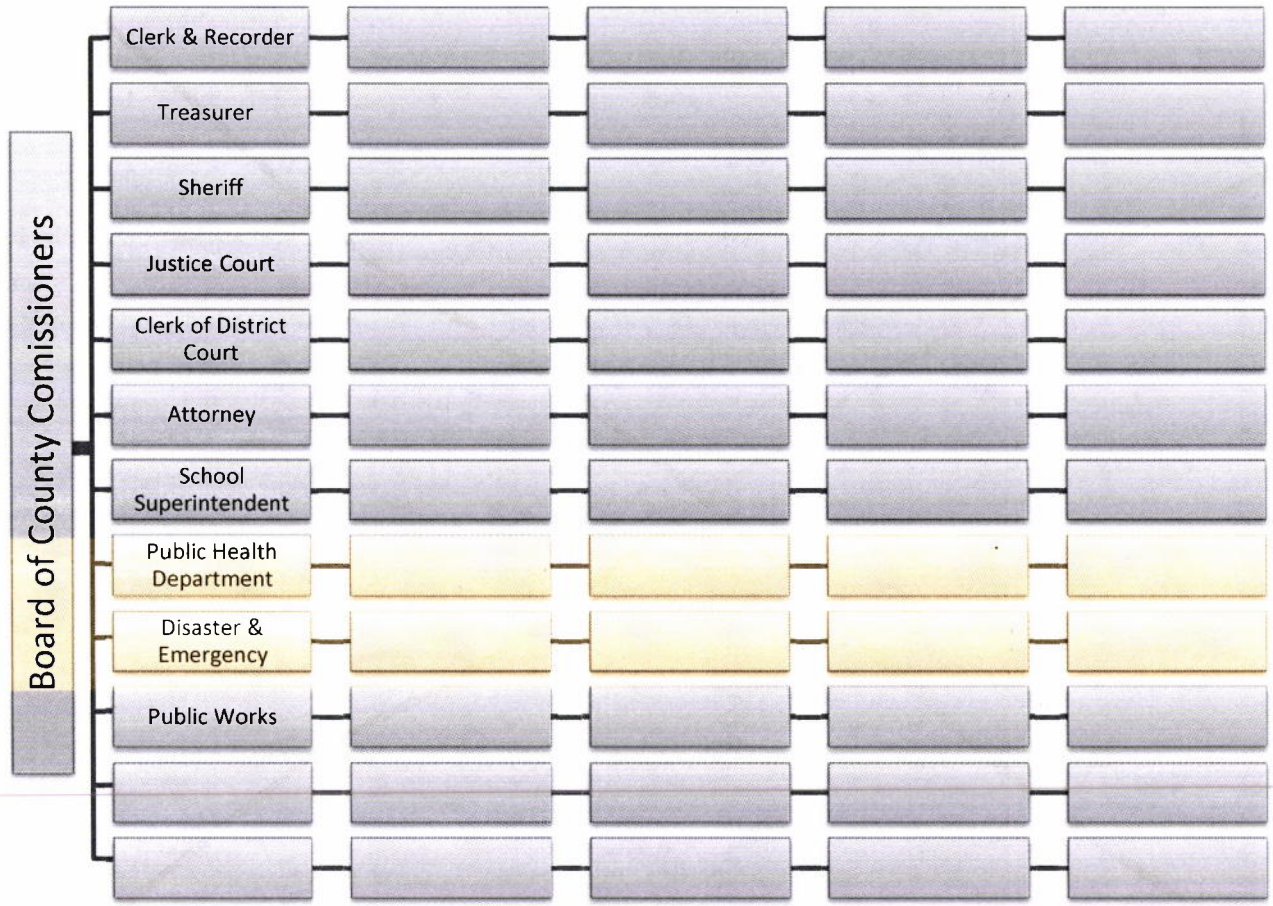 Board of County Comissioners
Clerk & Recorder
Treasurer
Sheriff
Justice Court
Clerk of District
Court
Attorney
School
Superintendent
Public Health
Department
Disaster &
Emergency
Public Works